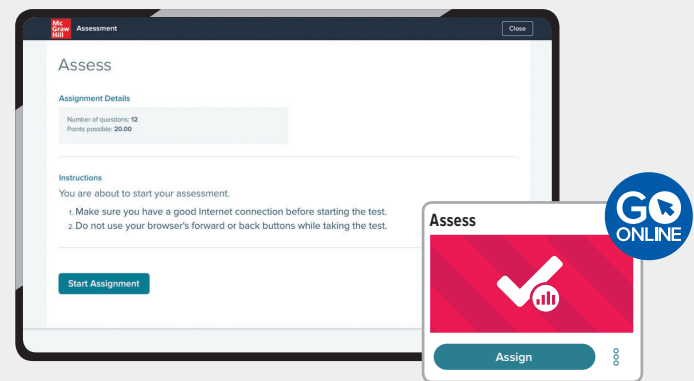 Mc
Graw
Hill
Assessment
Close
Assess
Assignment Details
Number of questions: 12
Points possible: 20.00
Instructions
You are about to start your assessment.
1. Make sure you have a good Internet connection before starting the test.
2. Do not use your browser's forward or back buttons while taking the test.
Start Assignment
Assess
GO
ONLINE
Assign